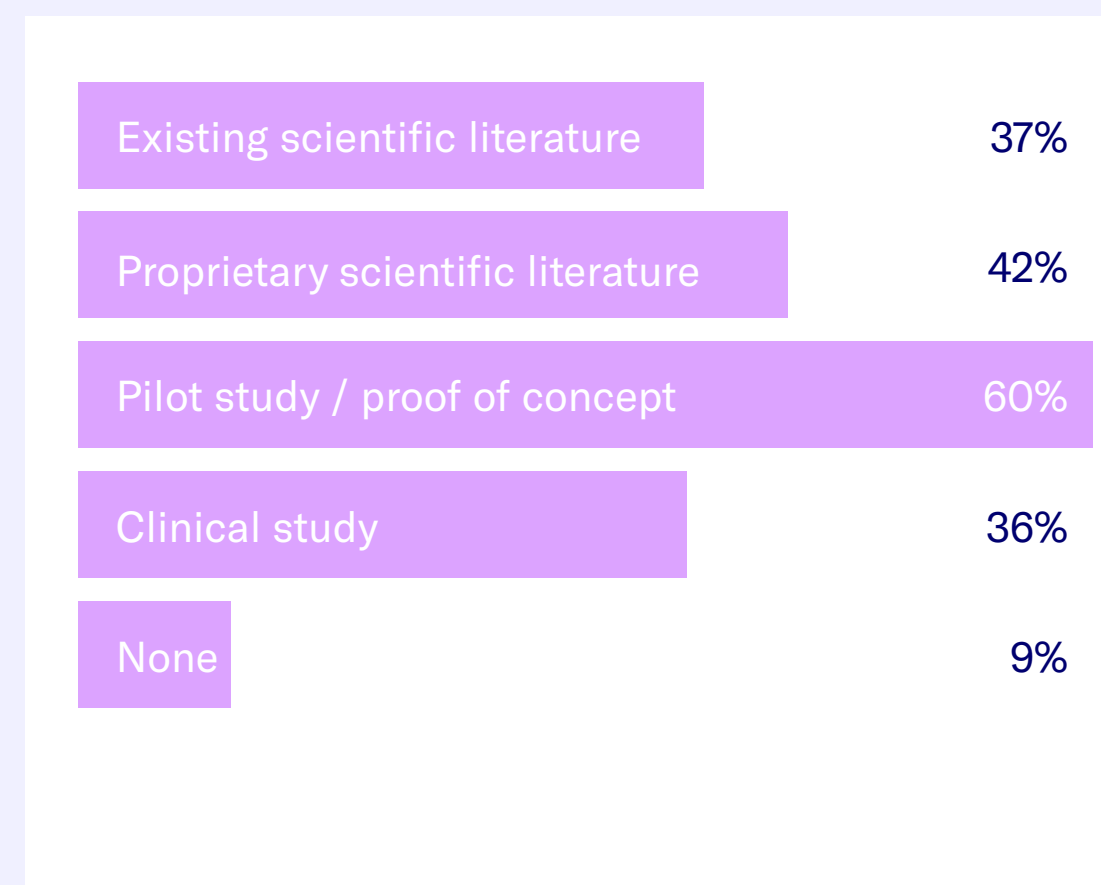 Existing scientific literature 37%
Proprietary scientific literature 42%
Pilot study / proof of concept 60%
Clinical study 36%
None 9%